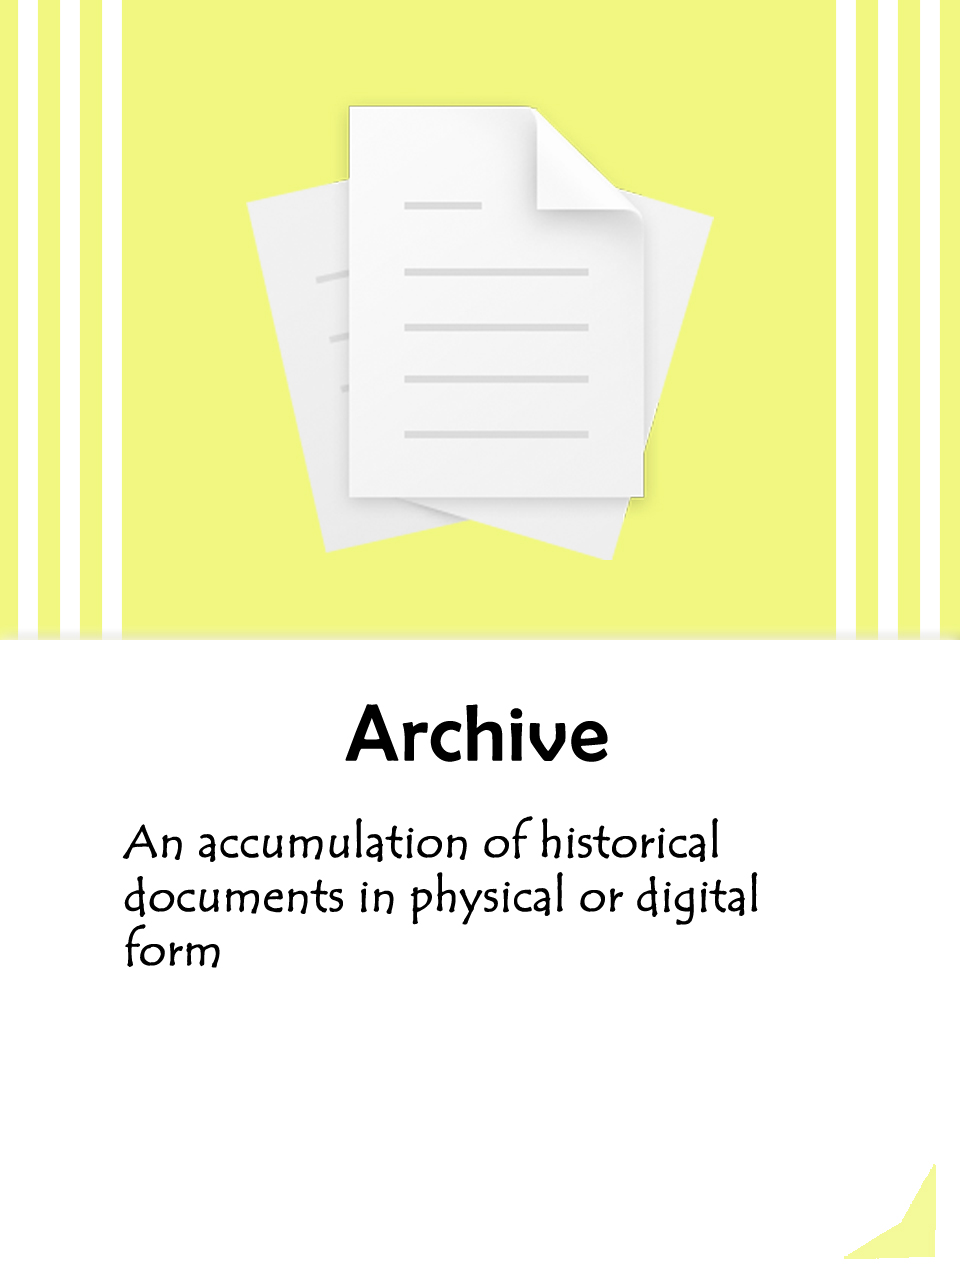 Archive
An accumulation of historical
documents in physical or digital
form